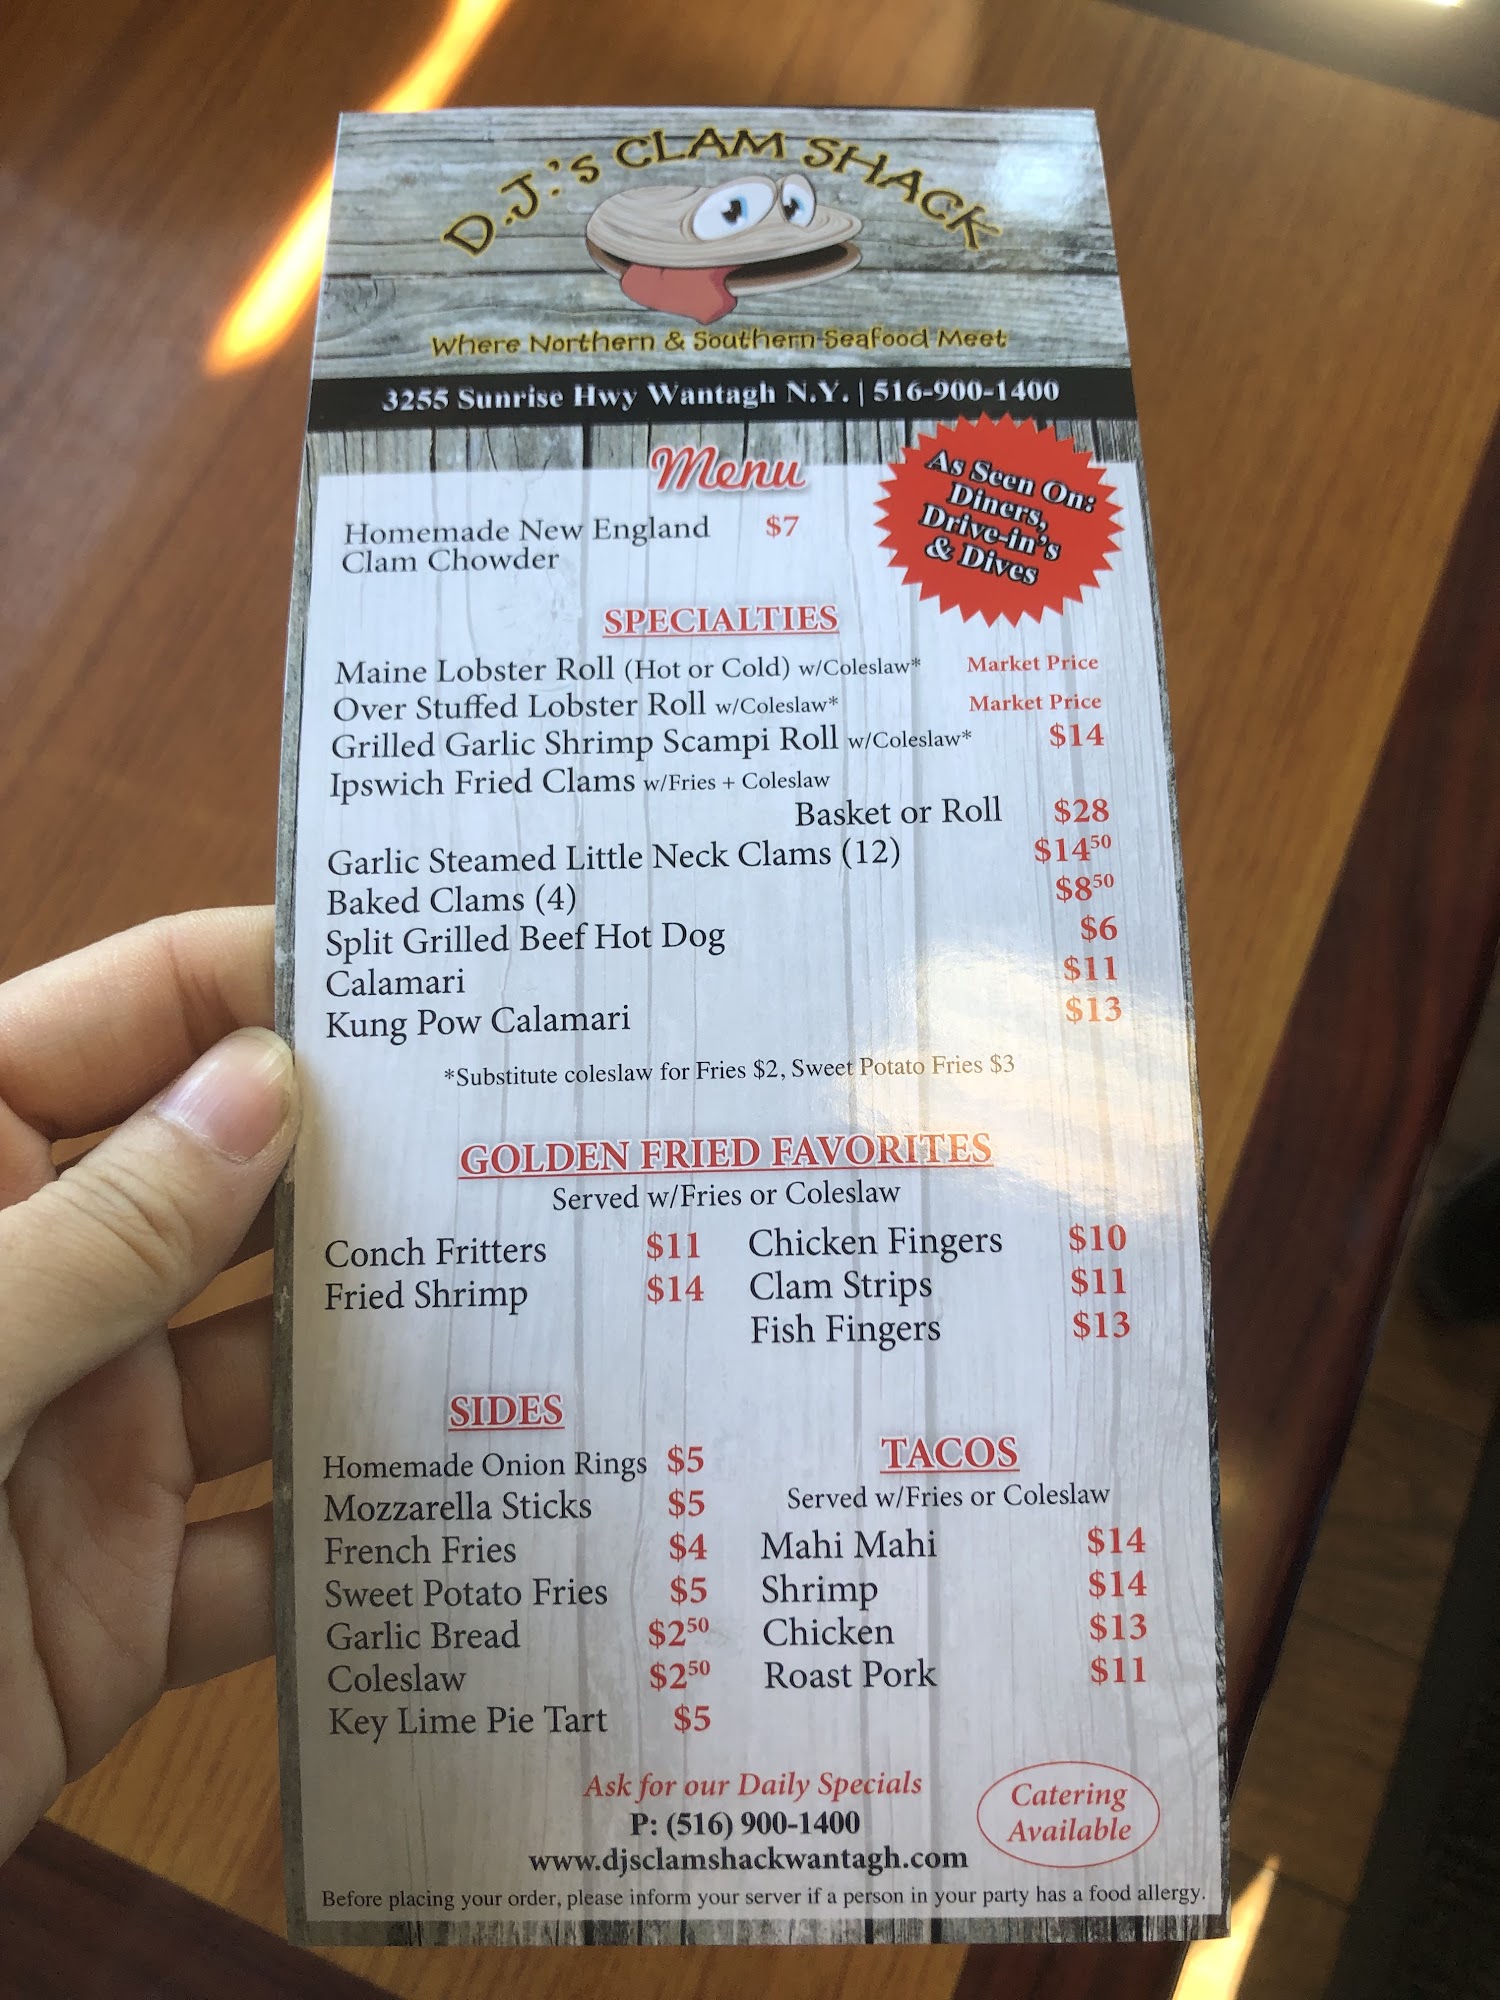 D.J.'s CLAM SHACK
Where Northern & Southern Seafood Meet
3255 Sunrise Hwy Wantagh N.Y. | 516-900-1400
Menu
As Seen On:
Diners,
Drive-in's
& Dives
Homemade New England $7
Clam Chowder
SPECIALTIES
Maine Lobster Roll (Hot or Cold) w/Coleslaw* Market Price
Over Stuffed Lobster Roll w/Coleslaw* Market Price
Grilled Garlic Shrimp Scampi Roll w/Coleslaw* $14
Ipswich Fried Clams w/Fries + Coleslaw
Basket or Roll $28
Garlic Steamed Little Neck Clams (12) $14⁵⁰
Baked Clams (4) $8⁵⁰
Split Grilled Beef Hot Dog $6
Calamari $11
Kung Pow Calamari $13
*Substitute coleslaw for Fries $2, Sweet Potato Fries $3
GOLDEN FRIED FAVORITES
Served w/Fries or Coleslaw
Conch Fritters $11
Fried Shrimp $14
Chicken Fingers $10
Clam Strips $11
Fish Fingers $13
SIDES
Homemade Onion Rings $5
Mozzarella Sticks $5
French Fries $4
Sweet Potato Fries $5
Garlic Bread $2⁵⁰
Coleslaw $2⁵⁰
Key Lime Pie Tart $5
TACOS
Served w/Fries or Coleslaw
Mahi Mahi $14
Shrimp $14
Chicken $13
Roast Pork $11
Ask for our Daily Specials
P: (516) 900-1400
www.djsclamshackwantagh.com
Catering
Available
Before placing your order, please inform your server if a person in your party has a food allergy.